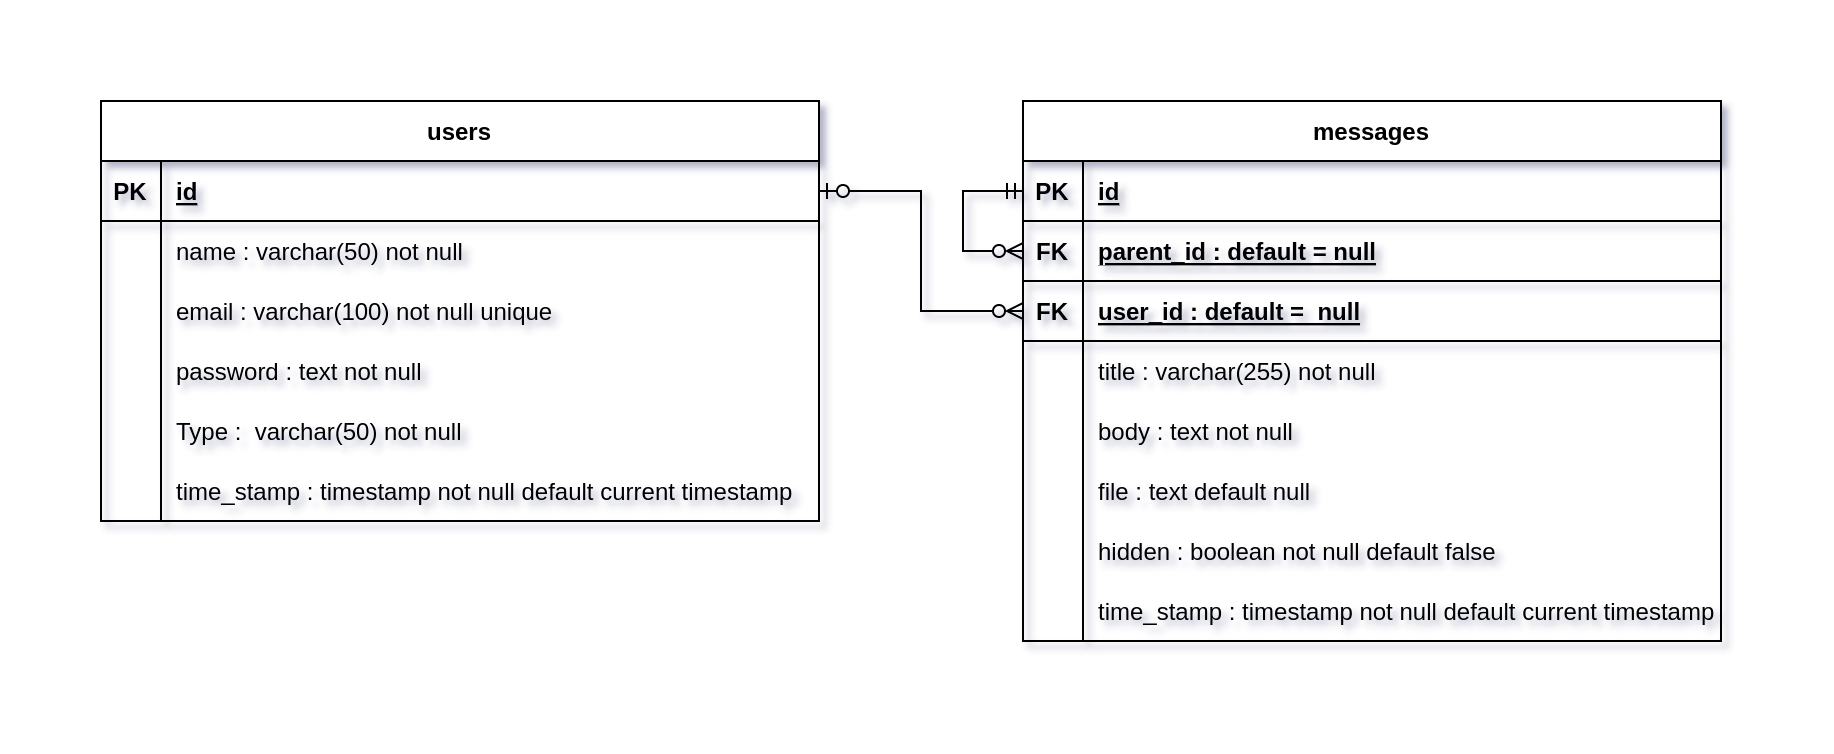 users
PK id
name : varchar(50) not null
email : varchar(100) not null unique
password : text not null
Type :  varchar(50) not null
time_stamp : timestamp not null default current timestamp
messages
PK id
FK parent_id : default = null
FK user_id : default =  null
title : varchar(255) not null
body : text not null
file : text default null
hidden : boolean not null default false
time_stamp : timestamp not null default current timestamp